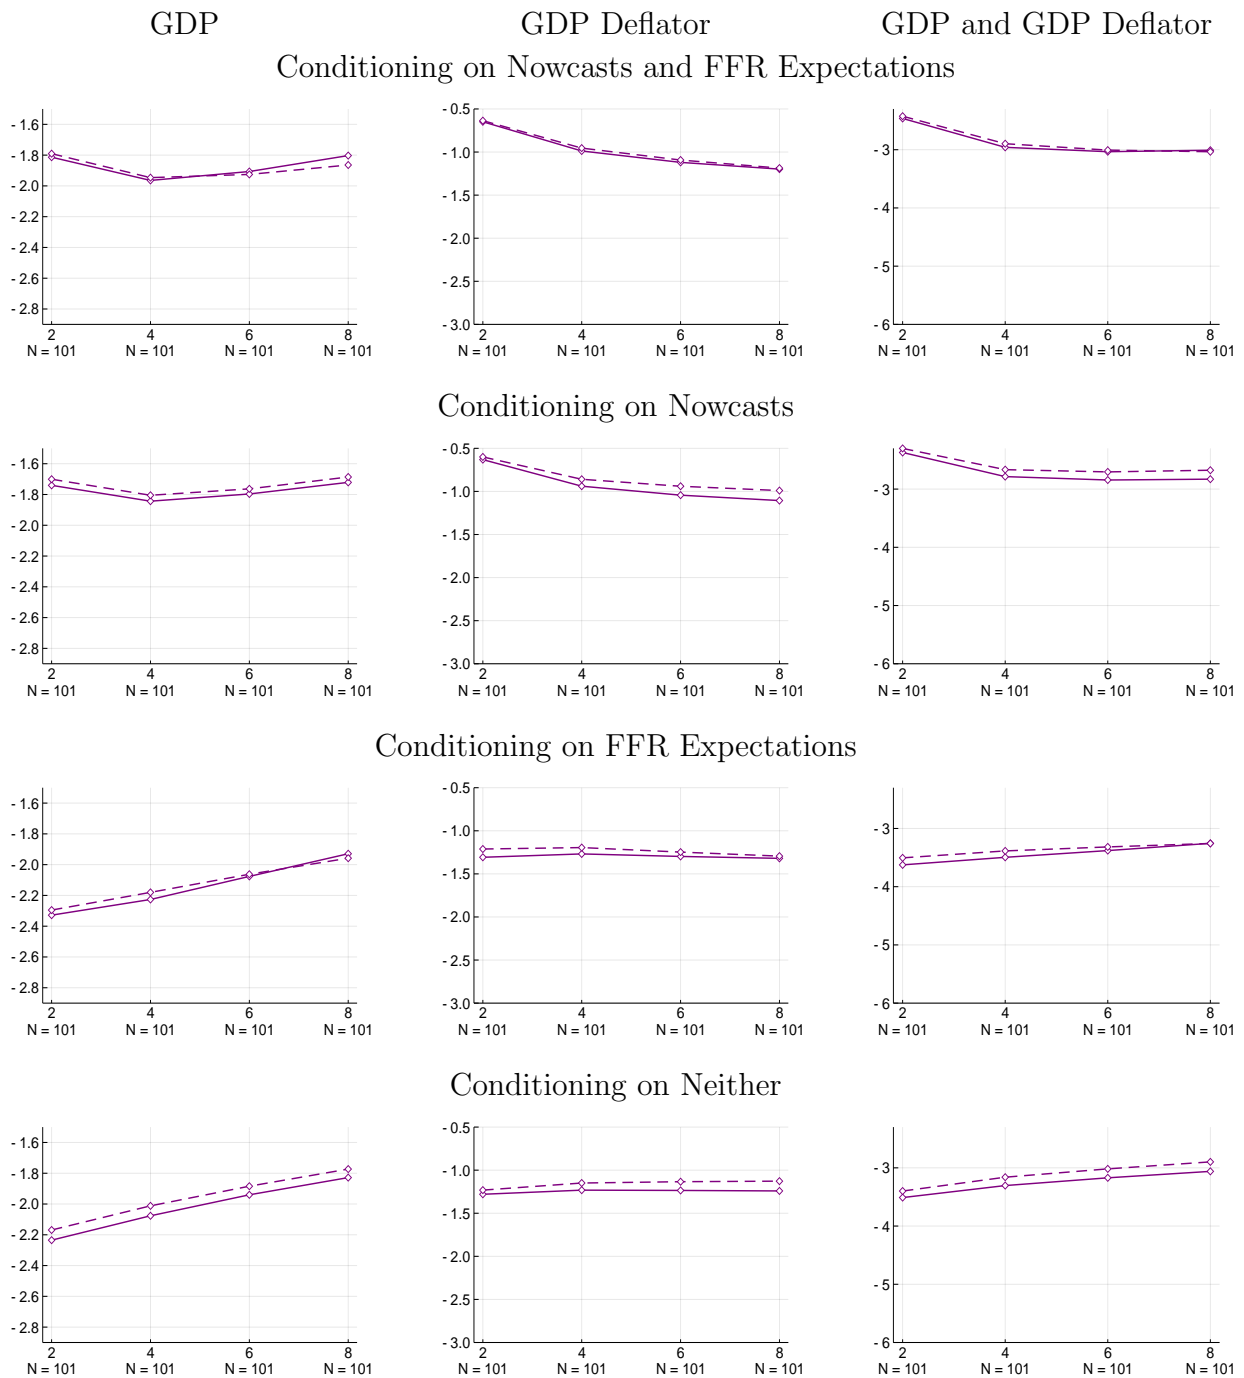 GDP GDP Deflator GDP and GDP Deflator
Conditioning on Nowcasts and FFR Expectations
- 1.6
- 1.8
- 2.0
- 2.2
- 2.4
- 2.6
- 2.8
2 4 6 8
N = 101 N = 101 N = 101 N = 101
- 0.5
- 1.0
- 1.5
- 2.0
- 2.5
- 3.0
2 4 6 8
N = 101 N = 101 N = 101 N = 101
- 3
- 4
- 5
- 6
2 4 6 8
N = 101 N = 101 N = 101 N = 101
Conditioning on Nowcasts
- 1.6
- 1.8
- 2.0
- 2.2
- 2.4
- 2.6
- 2.8
2 4 6 8
N = 101 N = 101 N = 101 N = 101
- 0.5
- 1.0
- 1.5
- 2.0
- 2.5
- 3.0
2 4 6 8
N = 101 N = 101 N = 101 N = 101
- 3
- 4
- 5
- 6
2 4 6 8
N = 101 N = 101 N = 101 N = 101
Conditioning on FFR Expectations
- 1.6
- 1.8
- 2.0
- 2.2
- 2.4
- 2.6
- 2.8
2 4 6 8
N = 101 N = 101 N = 101 N = 101
- 0.5
- 1.0
- 1.5
- 2.0
- 2.5
- 3.0
2 4 6 8
N = 101 N = 101 N = 101 N = 101
- 3
- 4
- 5
- 6
2 4 6 8
N = 101 N = 101 N = 101 N = 101
Conditioning on Neither
- 1.6
- 1.8
- 2.0
- 2.2
- 2.4
- 2.6
- 2.8
2 4 6 8
N = 101 N = 101 N = 101 N = 101
- 0.5
- 1.0
- 1.5
- 2.0
- 2.5
- 3.0
2 4 6 8
N = 101 N = 101 N = 101 N = 101
- 3
- 4
- 5
- 6
2 4 6 8
N = 101 N = 101 N = 101 N = 101